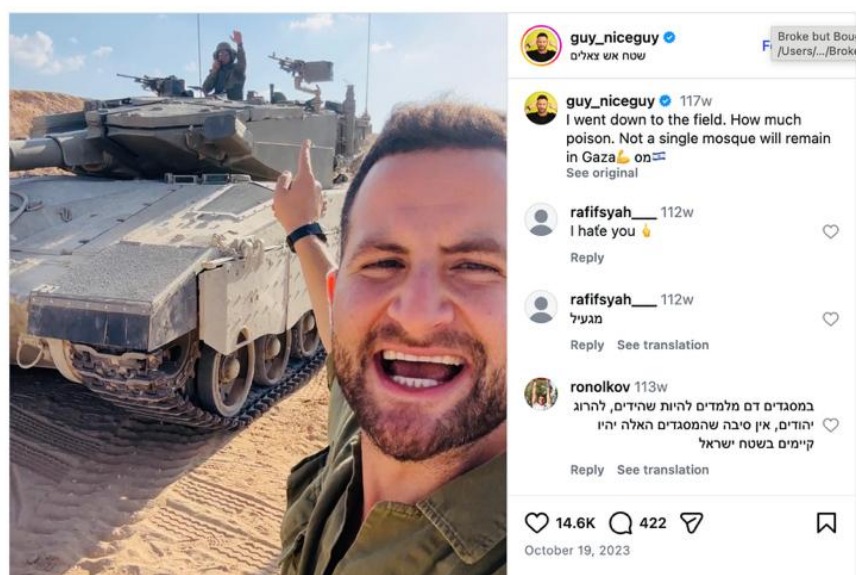 guy_niceguy
שטח אש צאלים
Broke but Bou
/Users/.../Broke
guy_niceguy 117w
I went down to the field. How much
poison. Not a single mosque will remain
in Gaza💪 מס🇮🇱
See original
rafifsyah___ 112w
I hafe you 🖕
Reply
rafifsyah___ 112w
מגעיל
Reply See translation
ronolkov 113w
במסגדים דם מלמדים להיות שהידים, להרוג
יהודים, אין סיבה שהמסגדים האלה יהיו
קיימים בשטח ישראל
Reply See translation
14.6K 422
October 19, 2023